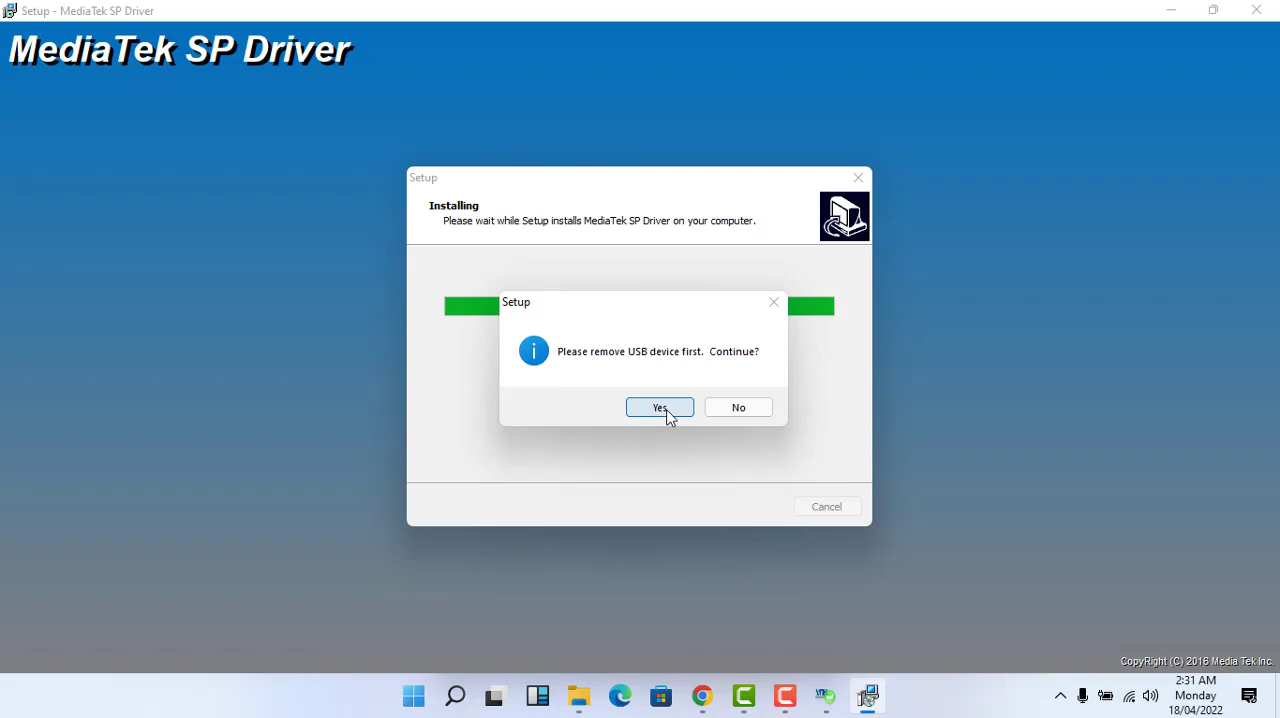 Setup - MediaTek SP Driver
MediaTek SP Driver
Setup
Installing
Please wait while Setup installs MediaTek SP Driver on your computer.
Setup
Please remove USB device first. Continue?
Yes
No
Cancel
CopyRight (C) 2016 Media Tek Inc.
2:31 AM
Monday
18/04/2022